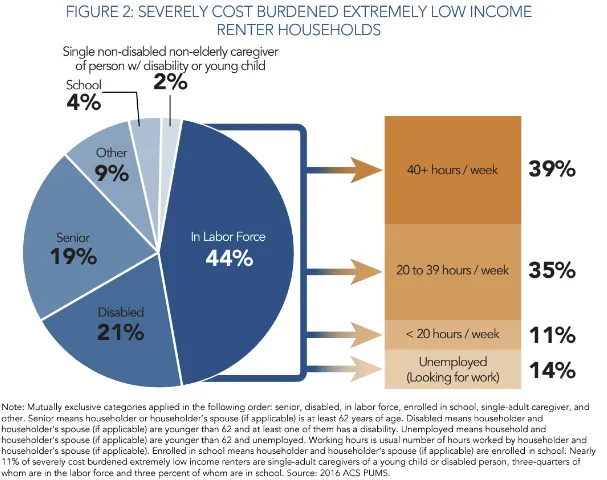 FIGURE 2: SEVERELY COST BURDENED EXTREMELY LOW INCOME
RENTER HOUSEHOLDS
Single non-disabled non-elderly caregiver
of person w/ disability or young child
2%
School
4%
Other
9%
Senior
19%
Disabled
21%
In Labor Force
44%
40+ hours / week
39%
20 to 39 hours / week
35%
< 20 hours / week
11%
Unemployed
(Looking for work)
14%
Note: Mutually exclusive categories applied in the following order: senior, disabled, in labor force, enrolled in school, single-adult caregiver, and
other. Senior means householder or householder's spouse (if applicable) is at least 62 years of age. Disabled means householder and
householder's spouse (if applicable) are younger than 62 and at least one of them has a disability. Unemployed means household and
householder's spouse (if applicable) are younger than 62 and unemployed. Working hours is usual number of hours worked by householder and
householder's spouse (if applicable). Enrolled in school means householder and householder's spouse (if applicable) are enrolled in school. Nearly
11% of severely cost burdened extremely low income renters are single-adult caregivers of a young child or disabled person, three-quarters of
whom are in the labor force and three percent of whom are in school. Source: 2016 ACS PUMS.